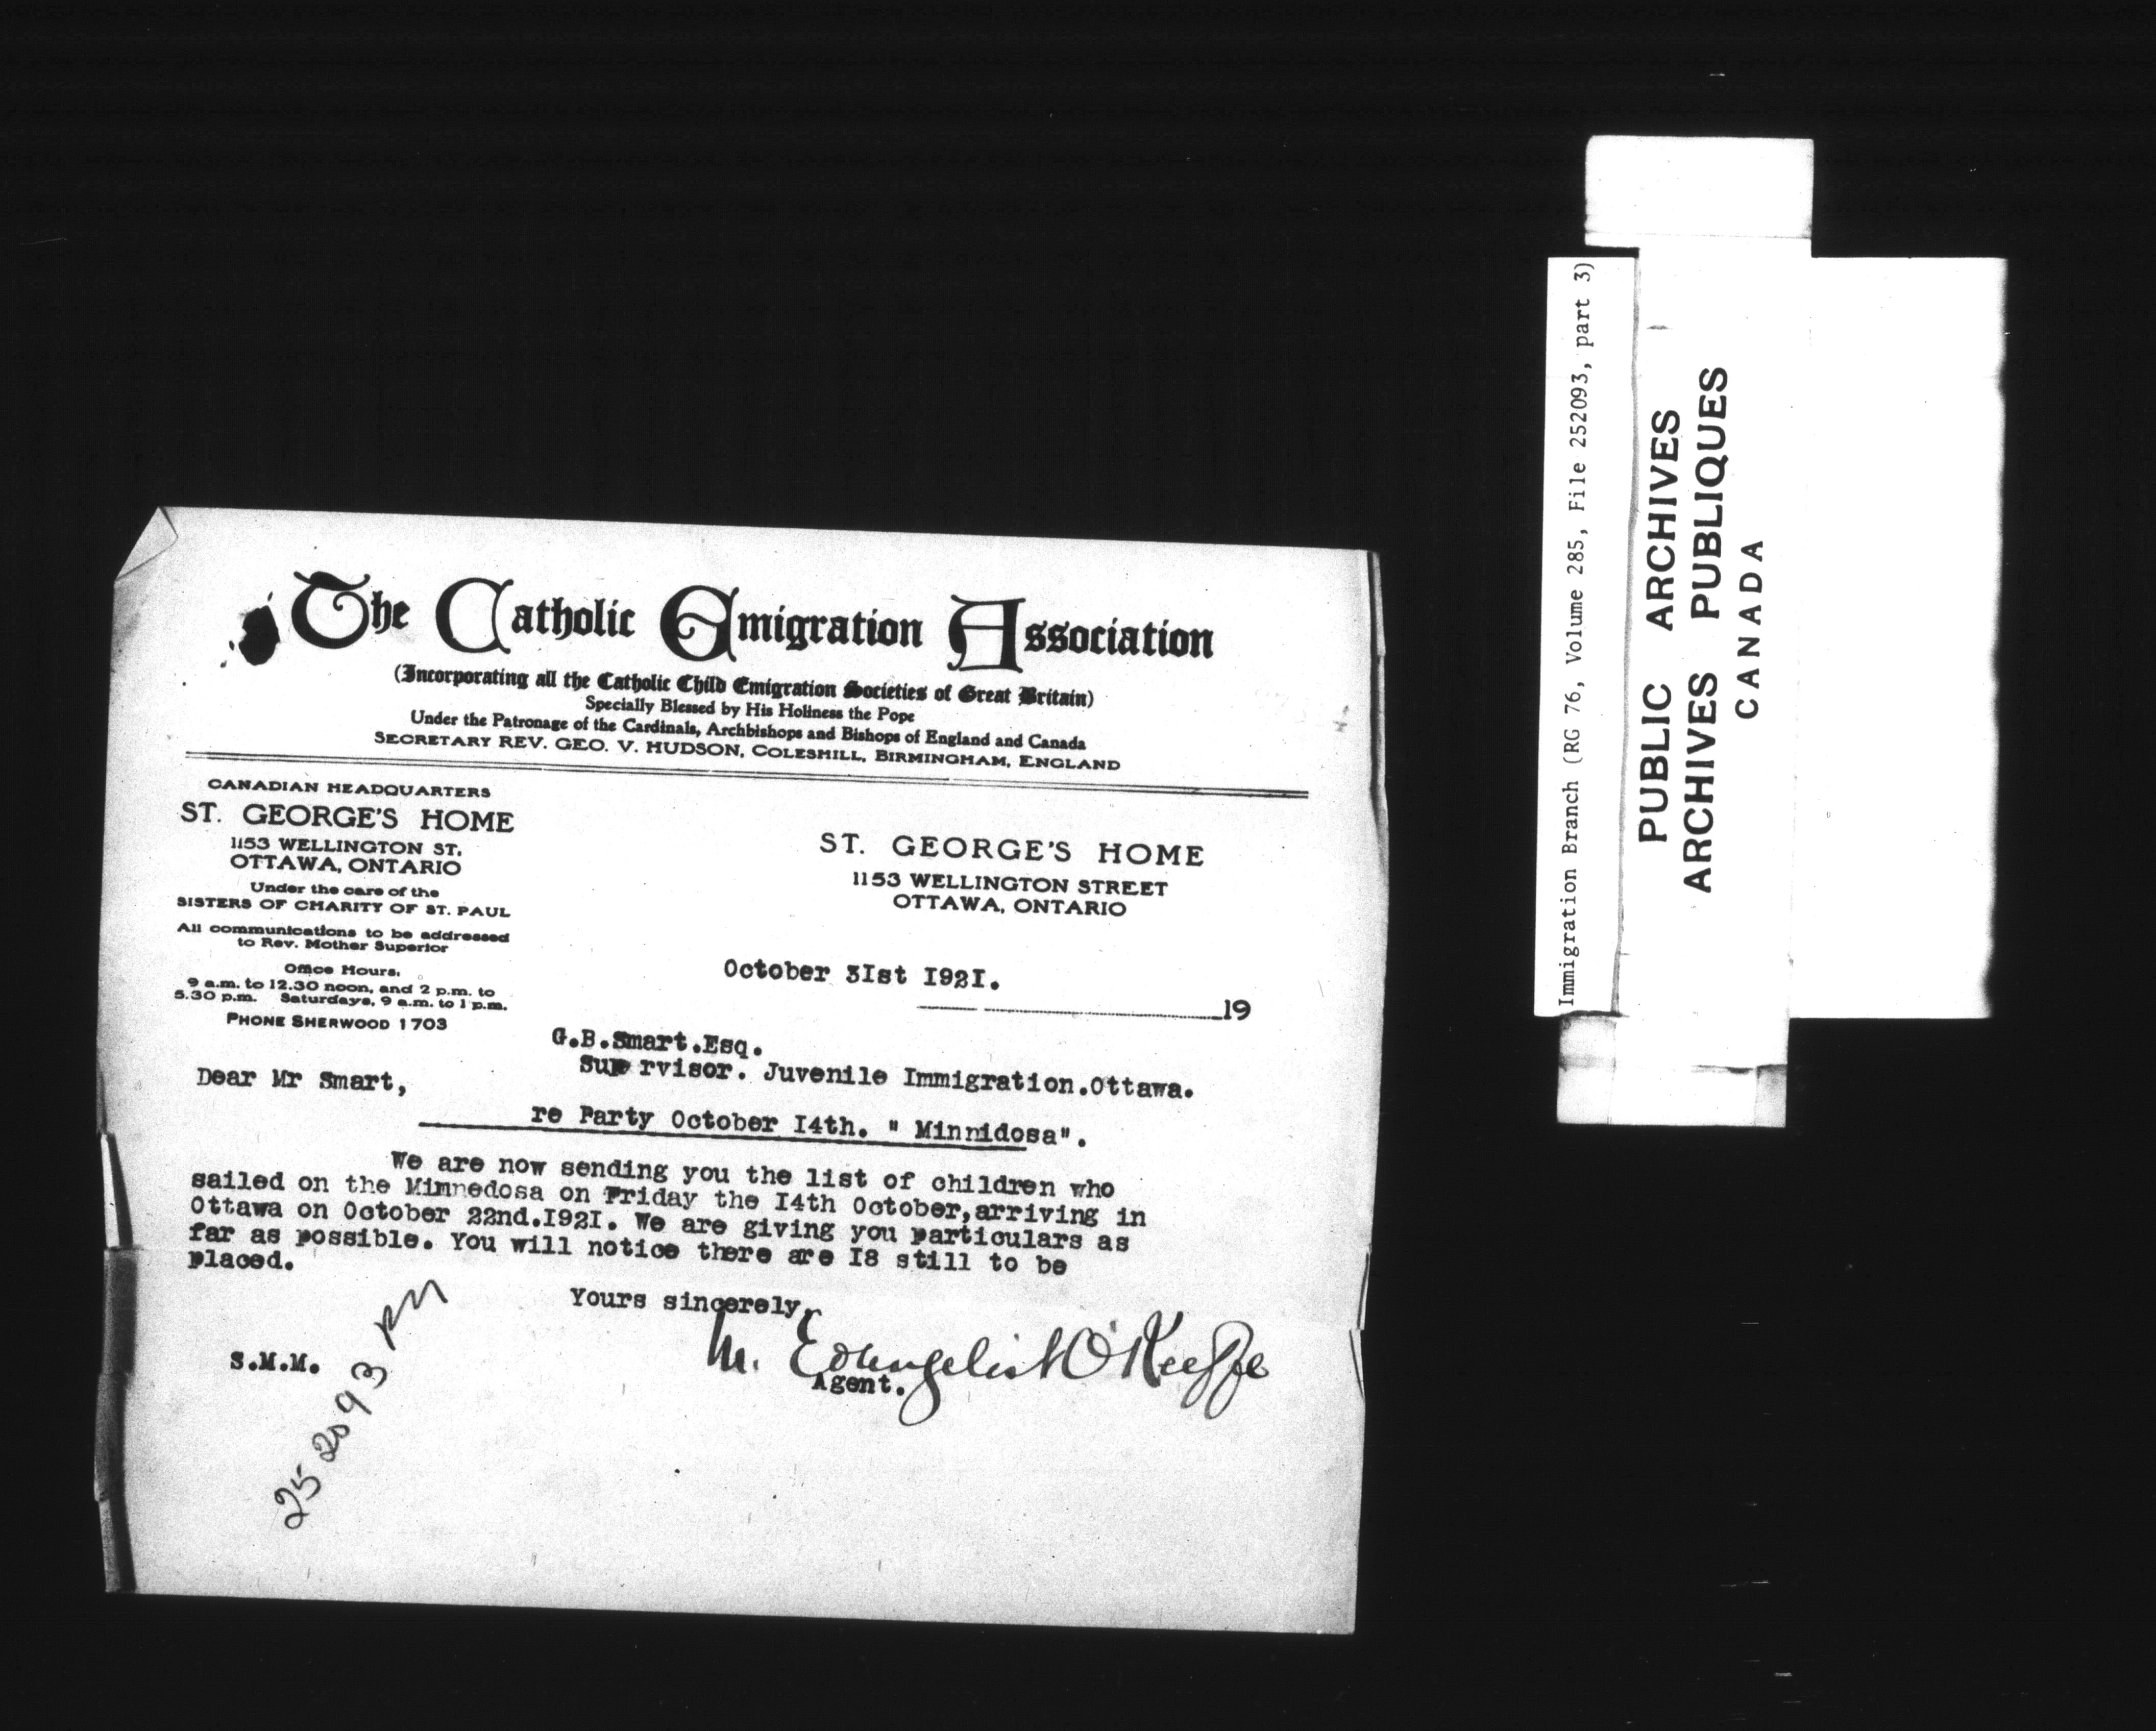 The Catholic Emigration Association
(Incorporating all the Catholic Child Emigration Societies of Great Britain)
Specially Blessed by His Holiness the Pope
Under the Patronage of the Cardinals, Archbishops and Bishops of England and Canada
SECRETARY REV. GEO. V. HUDSON, COLESHILL, BIRMINGHAM, ENGLAND
CANADIAN HEADQUARTERS
ST. GEORGE'S HOME
1153 WELLINGTON ST.
OTTAWA, ONTARIO
Under the care of the
SISTERS OF CHARITY OF ST. PAUL
All communications to be addressed
to Rev. Mother Superior
Office Hours.
9 a.m. to 12.30 noon, and 2 p.m. to
5.30 p.m. Saturdays, 9 a.m. to 1 p.m.
PHONE SHERWOOD 1703
ST. GEORGE'S HOME
1153 WELLINGTON STREET
OTTAWA, ONTARIO
October 3Ist I92I.
19
G.B.Smart.Esq.
Supervisor. Juvenile Immigration.Ottawa.
Dear Mr Smart,
re Party October I4th. " Minnidosa".
We are now sending you the list of children who
sailed on the Minnedosa on Friday the I4th October,arriving in
Ottawa on October 22nd.I92I. We are giving you particulars as
far as possible. You will notice there are I8 still to be
placed.
Yours sincerely,
M. Evangelist O'Keeffe
Agent.
S.M.M.
252093
Immigration Branch (RG 76, Volume 285, File 252093, part 3)
PUBLIC ARCHIVES
ARCHIVES PUBLIQUES
CANADA